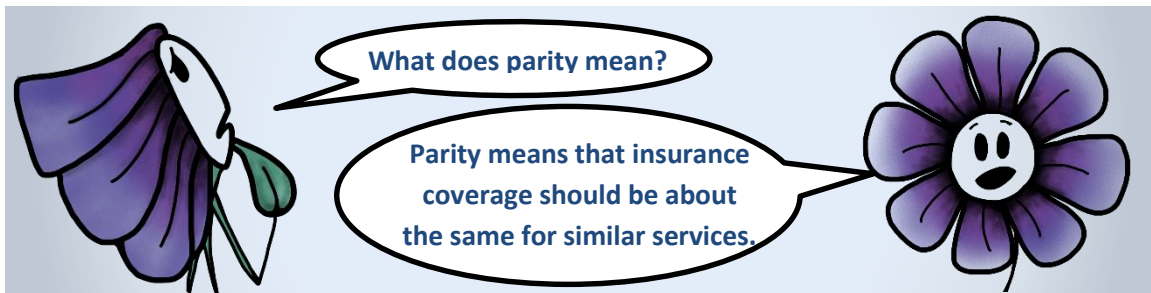 What does parity mean?
Parity means that insurance
coverage should be about
the same for similar services.